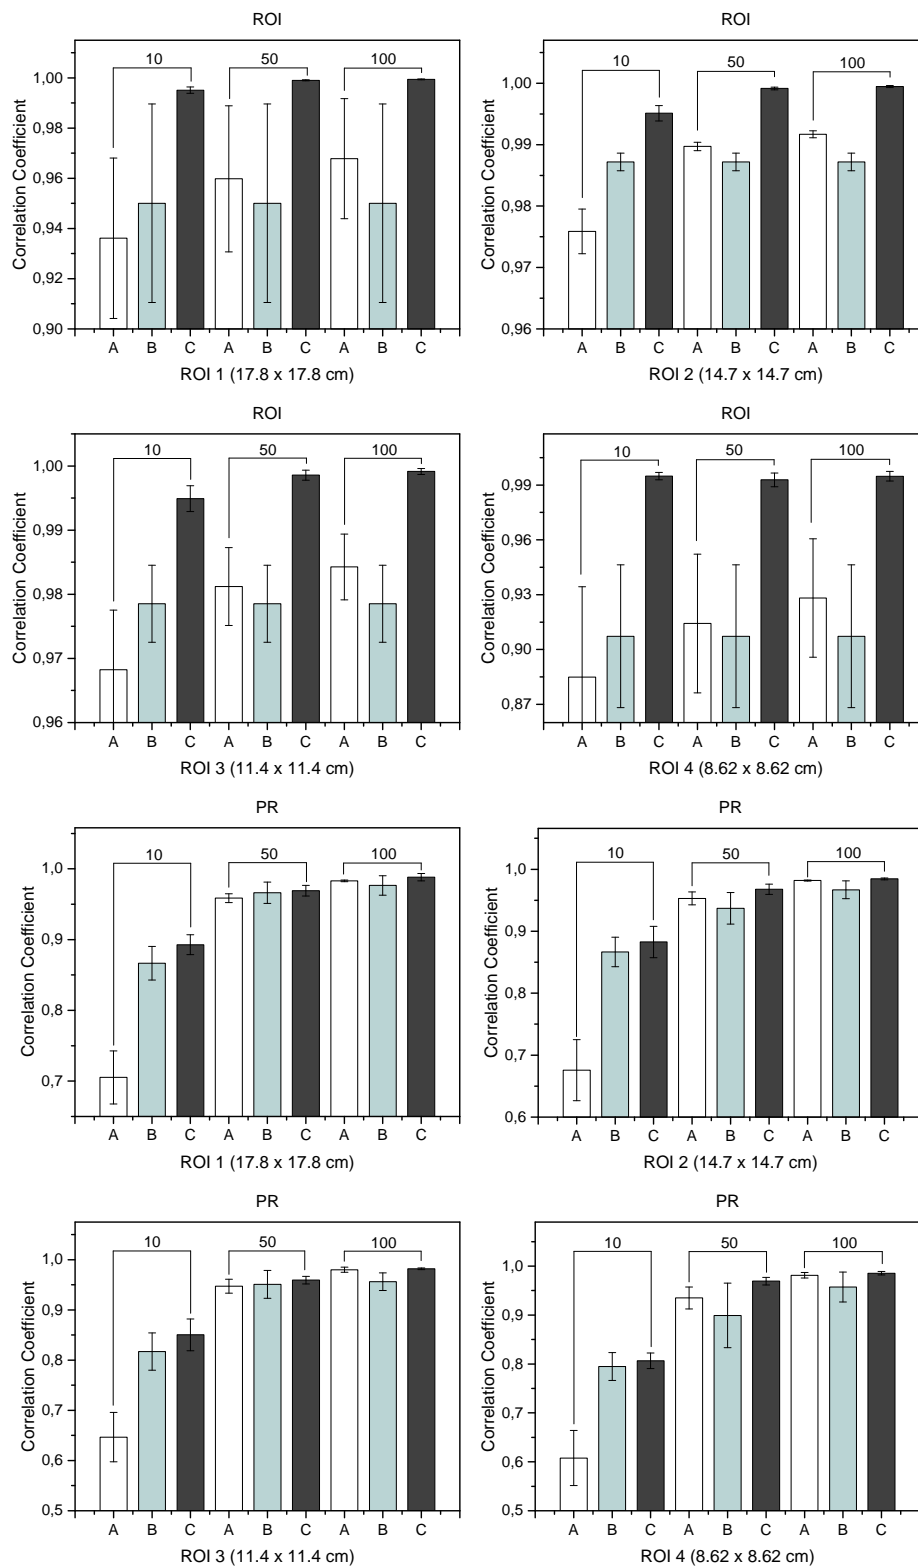 ROI
Correlation Coefficient
1,00
0,98
0,96
0,94
0,92
0,90
10 50 100
A B C A B C A B C
ROI 1 (17.8 x 17.8 cm)
ROI
Correlation Coefficient
1,00
0,99
0,98
0,97
0,96
10 50 100
A B C A B C A B C
ROI 2 (14.7 x 14.7 cm)
ROI
Correlation Coefficient
1,00
0,99
0,98
0,97
0,96
10 50 100
A B C A B C A B C
ROI 3 (11.4 x 11.4 cm)
ROI
Correlation Coefficient
0,99
0,96
0,93
0,90
0,87
10 50 100
A B C A B C A B C
ROI 4 (8.62 x 8.62 cm)
PR
Correlation Coefficient
1,0
0,9
0,8
0,7
10 50 100
A B C A B C A B C
ROI 1 (17.8 x 17.8 cm)
PR
Correlation Coefficient
1,0
0,9
0,8
0,7
0,6
10 50 100
A B C A B C A B C
ROI 2 (14.7 x 14.7 cm)
PR
Correlation Coefficient
1,0
0,9
0,8
0,7
0,6
0,5
10 50 100
A B C A B C A B C
ROI 3 (11.4 x 11.4 cm)
PR
Correlation Coefficient
1,0
0,9
0,8
0,7
0,6
0,5
10 50 100
A B C A B C A B C
ROI 4 (8.62 x 8.62 cm)